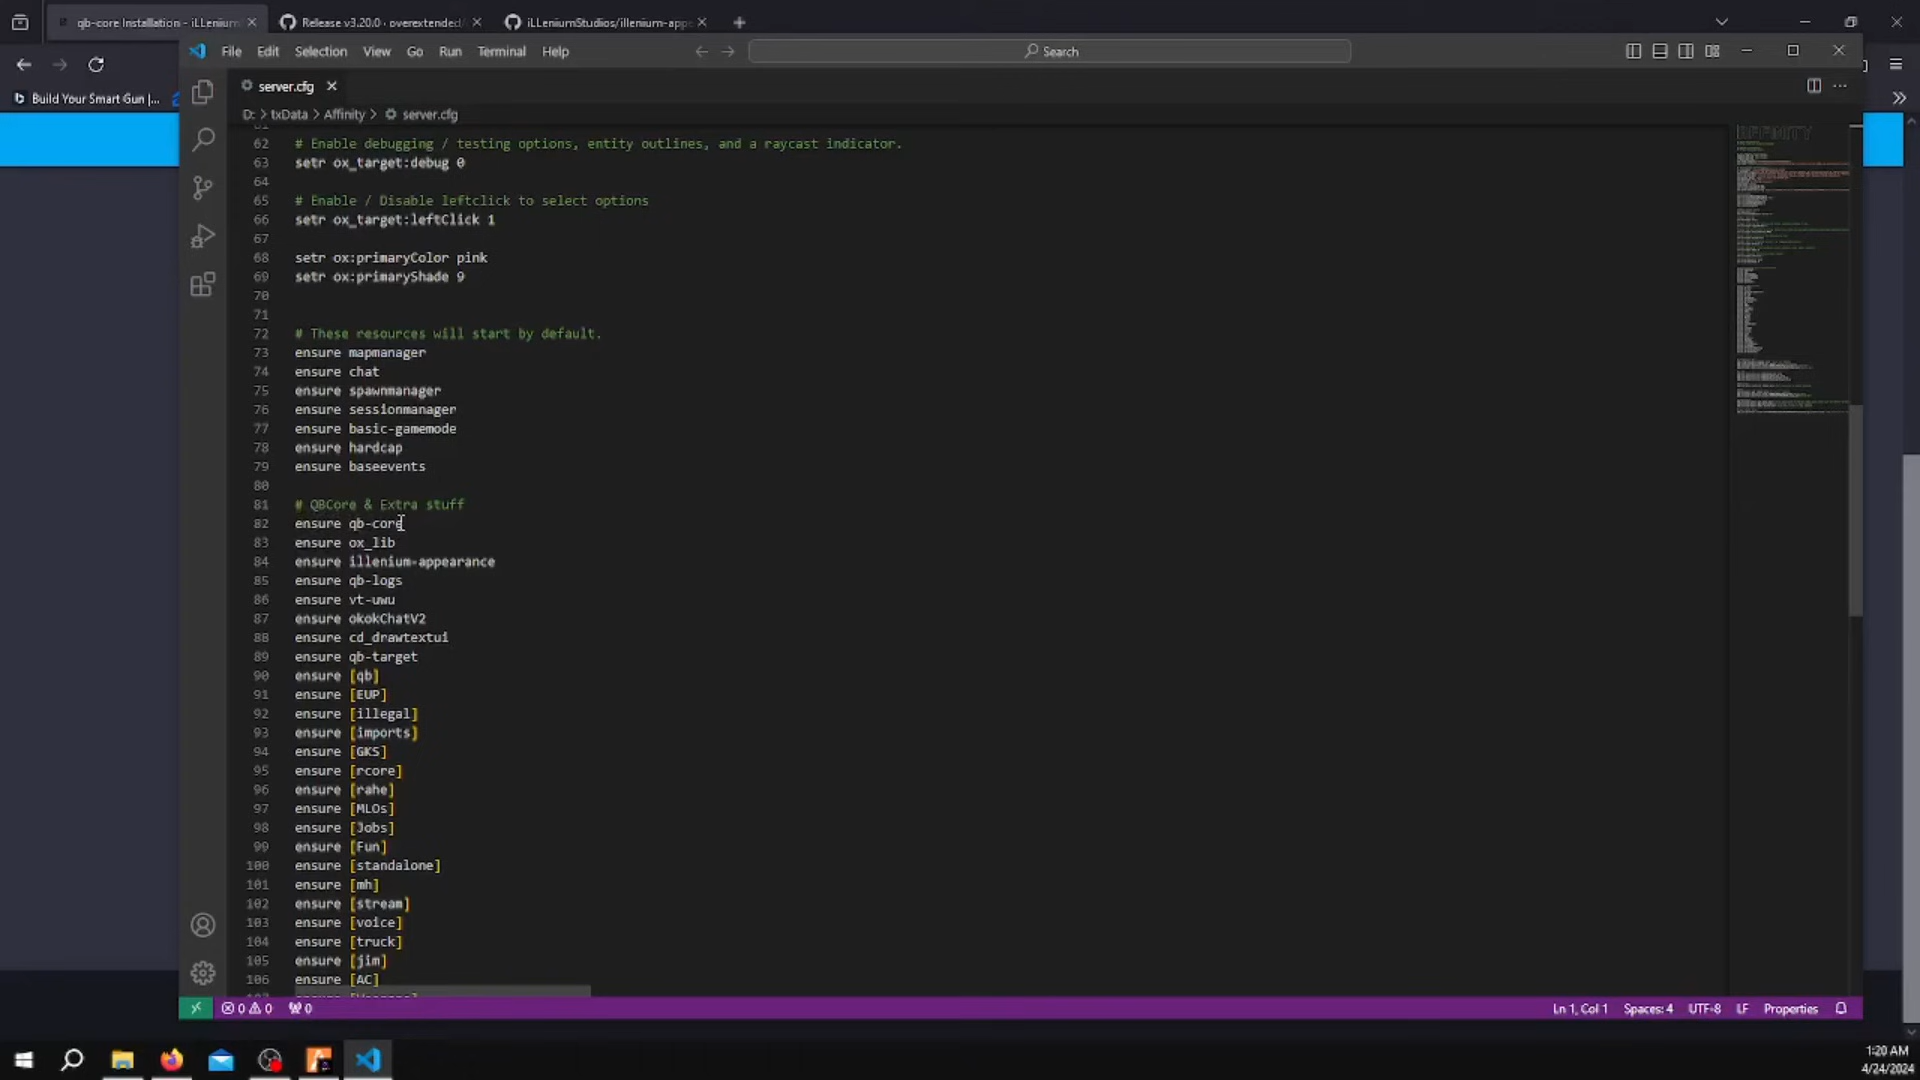 qb-core Installation - iLLenium
Release v3.20.0 - overextended/
iLLeniumStudios/illenium-appe
File Edit Selection View Go Run Terminal Help
Search
Build Your Smart Gun |...
server.cfg
D: > txData > Affinity > server.cfg
62 # Enable debugging / testing options, entity outlines, and a raycast indicator.
63 setr ox_target:debug 0
64
65 # Enable / Disable leftclick to select options
66 setr ox_target:leftClick 1
67
68 setr ox:primaryColor pink
69 setr ox:primaryShade 9
70
71
72 # These resources will start by default.
73 ensure mapmanager
74 ensure chat
75 ensure spawnmanager
76 ensure sessionmanager
77 ensure basic-gamemode
78 ensure hardcap
79 ensure baseevents
80
81 # QBCore & Extra stuff
82 ensure qb-core
83 ensure ox_lib
84 ensure illenium-appearance
85 ensure qb-logs
86 ensure vt-uwu
87 ensure okokChatV2
88 ensure cd_drawtextui
89 ensure qb-target
90 ensure [qb]
91 ensure [EUP]
92 ensure [illegal]
93 ensure [imports]
94 ensure [GKS]
95 ensure [rcore]
96 ensure [rahe]
97 ensure [MLOs]
98 ensure [Jobs]
99 ensure [Fun]
100 ensure [standalone]
101 ensure [mh]
102 ensure [stream]
103 ensure [voice]
104 ensure [truck]
105 ensure [jim]
106 ensure [AC]
AFFINITY
0 0 0 Ln 1, Col 1 Spaces: 4 UTF-8 LF Properties
1:20 AM
4/24/2024